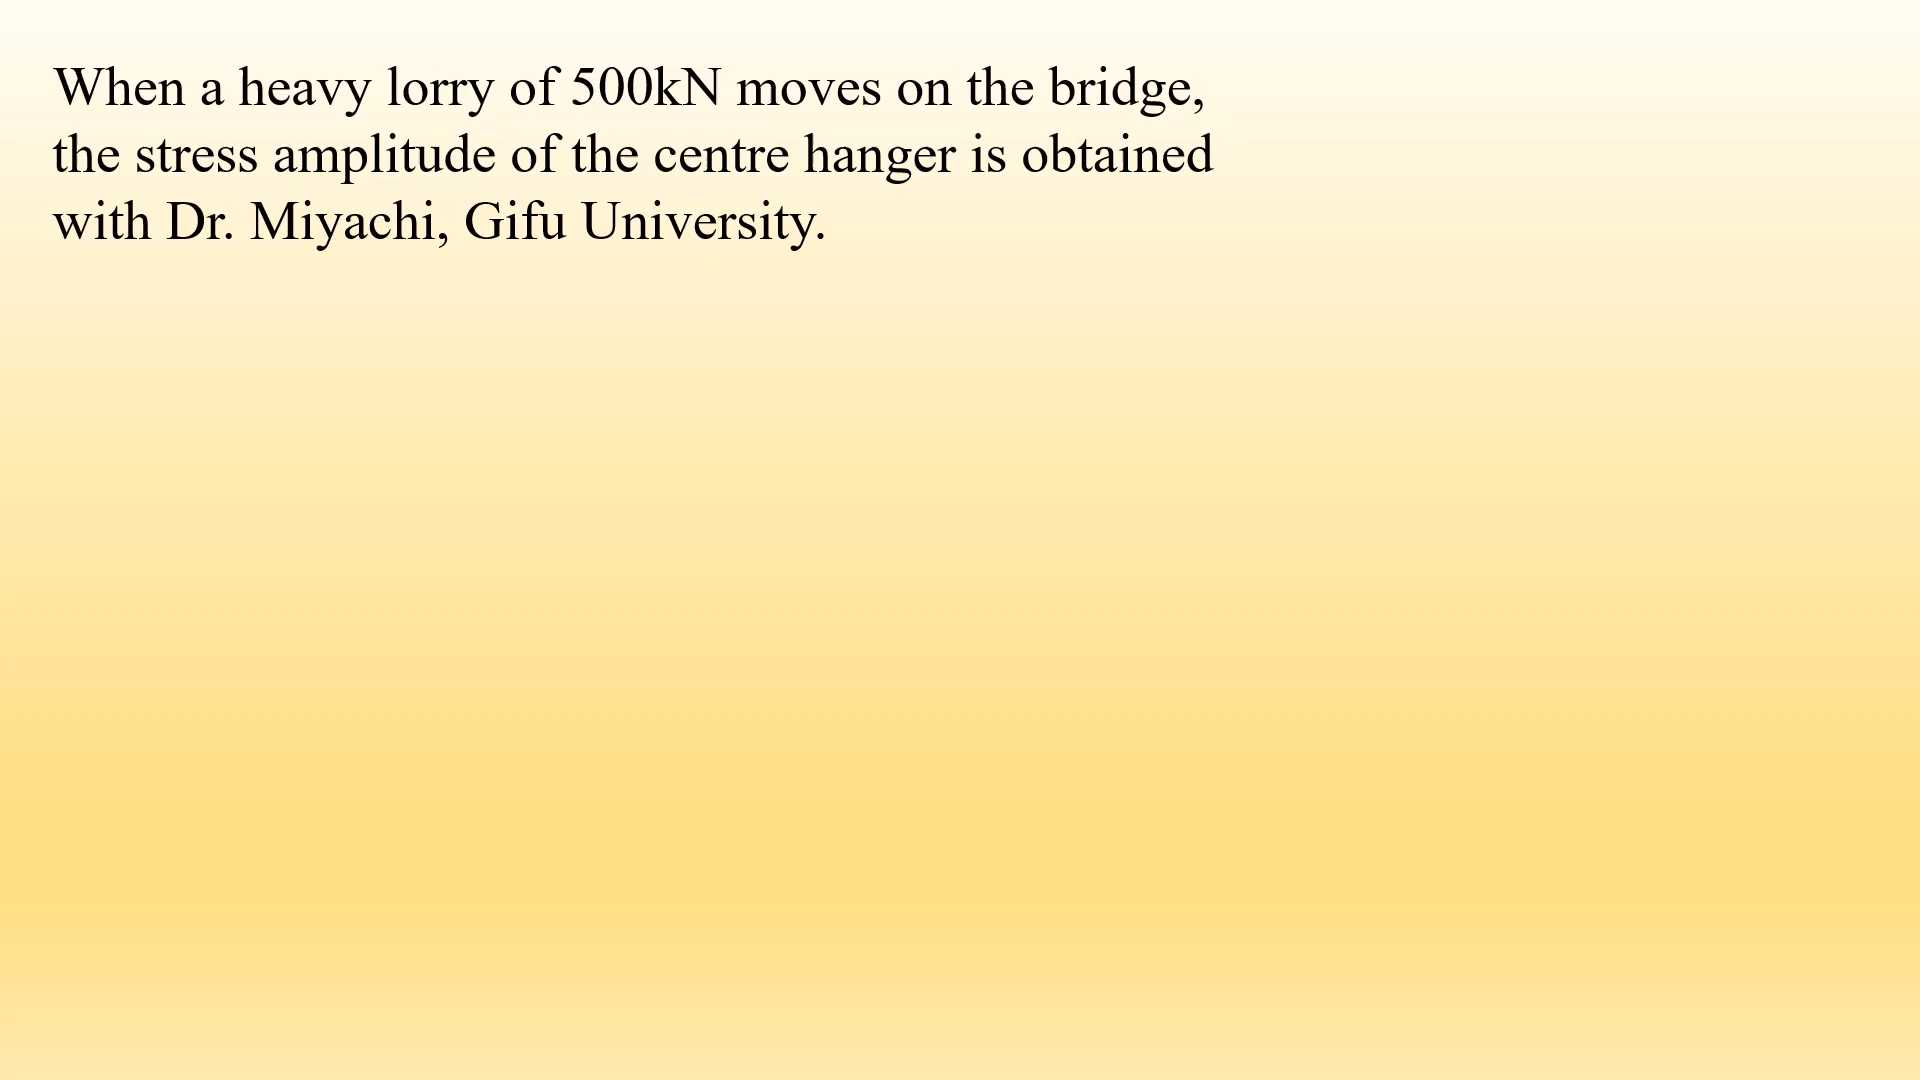 When a heavy lorry of 500kN moves on the bridge,
the stress amplitude of the centre hanger is obtained
with Dr. Miyachi, Gifu University.